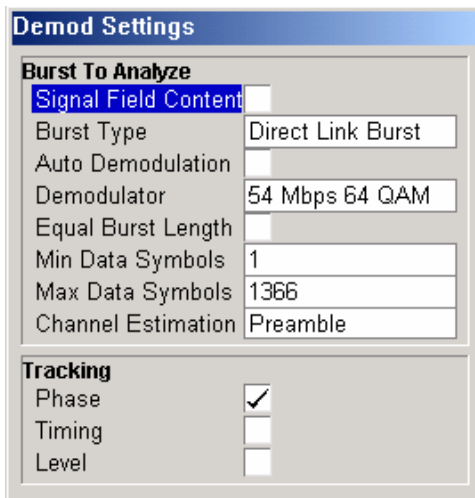 Demod Settings
Burst To Analyze
Signal Field Content
Burst Type Direct Link Burst
Auto Demodulation
Demodulator 54 Mbps 64 QAM
Equal Burst Length
Min Data Symbols 1
Max Data Symbols 1366
Channel Estimation Preamble
Tracking
Phase
Timing
Level